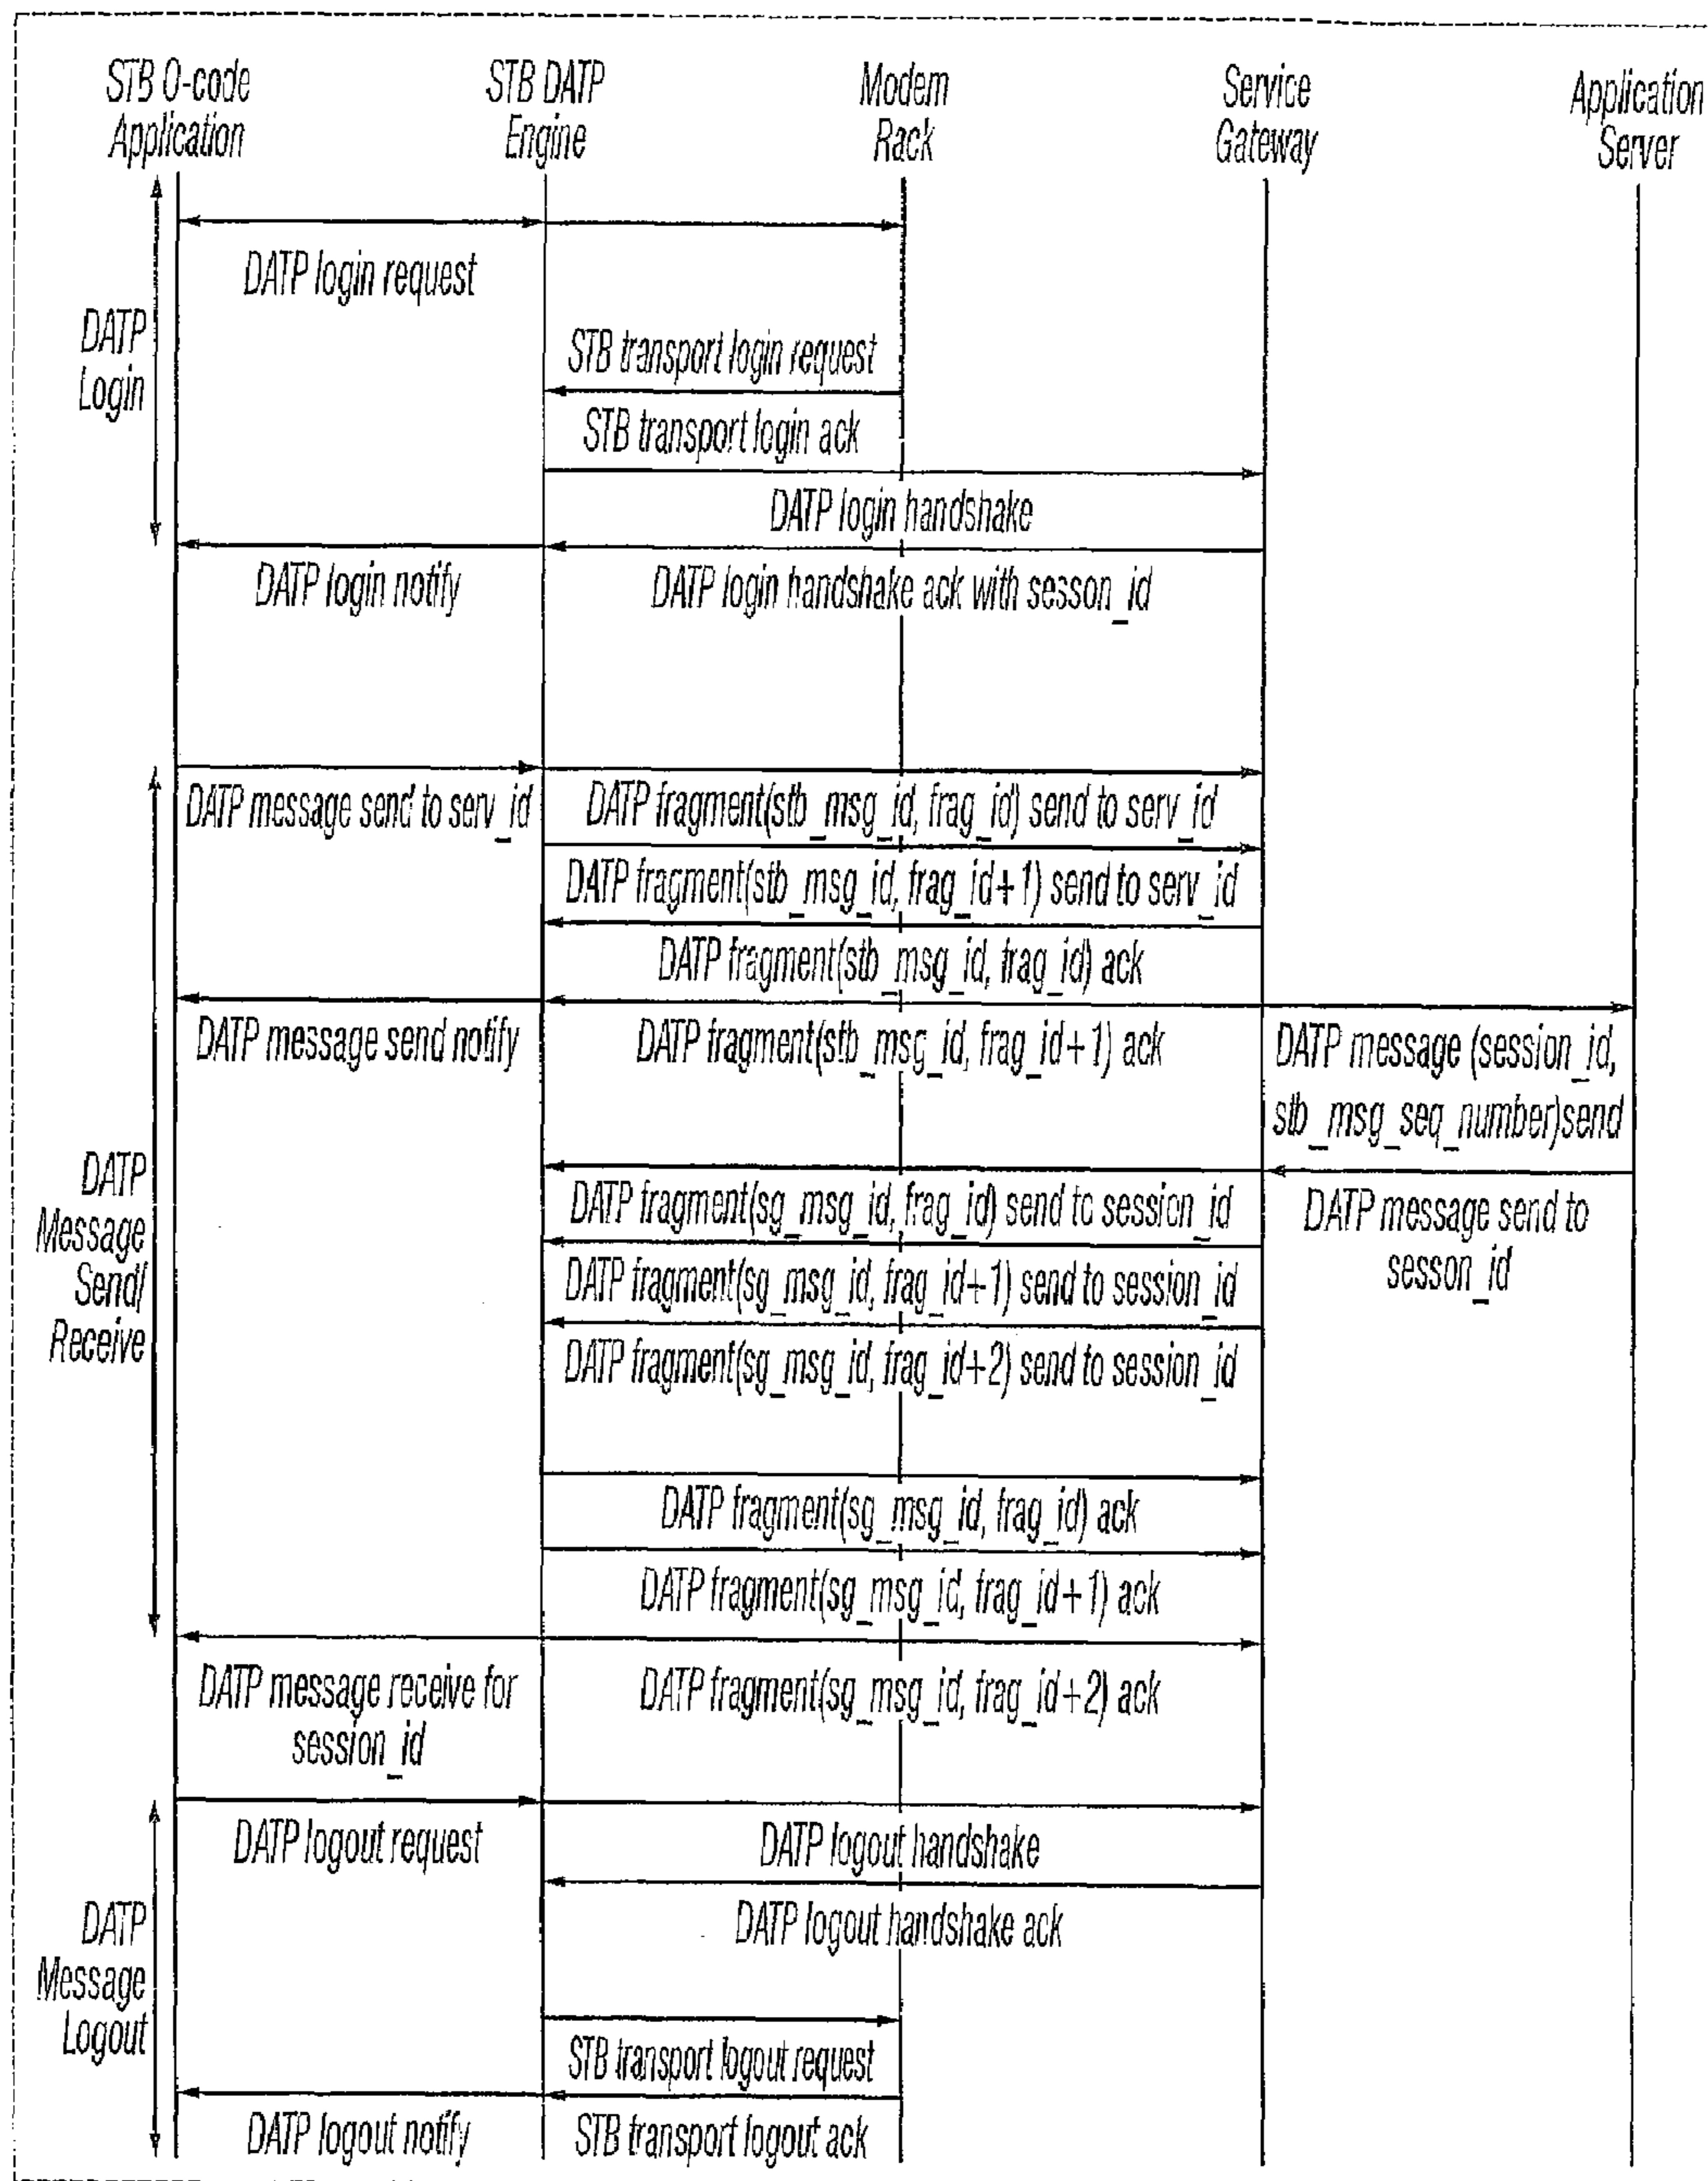 STB O-code
Application
STB DATP
Engine
Modem
Rack
Service
Gateway
Application
Server
DATP
Login
DATP login request
STB transport login request
STB transport login ack
DATP login handshake
DATP login notify
DATP login handshake ack with sesson_id
DATP message send to serv_id
DATP fragment(stb_msg_id, frag_id) send to serv_id
DATP fragment(stb_msg_id, frag_id+1) send to serv_id
DATP fragment(stb_msg_id, frag_id) ack
DATP message send notify
DATP fragment(stb_msg_id, frag_id+1) ack
DATP message (session_id,
stb_msg_seq_number)send
DATP
Message
Send/
Receive
DATP fragment(sg_msg_id, frag_id) send to session_id
DATP message send to
sesson_id
DATP fragment(sg_msg_id, frag_id+1) send to session_id
DATP fragment(sg_msg_id, frag_id+2) send to session_id
DATP fragment(sg_msg_id, frag_id) ack
DATP fragment(sg_msg_id, frag_id+1) ack
DATP message receive for
session_id
DATP fragment(sg_msg_id, frag_id+2) ack
DATP logout request
DATP logout handshake
DATP logout handshake ack
DATP
Message
Logout
STB transport logout request
DATP logout notify
STB transport logout ack